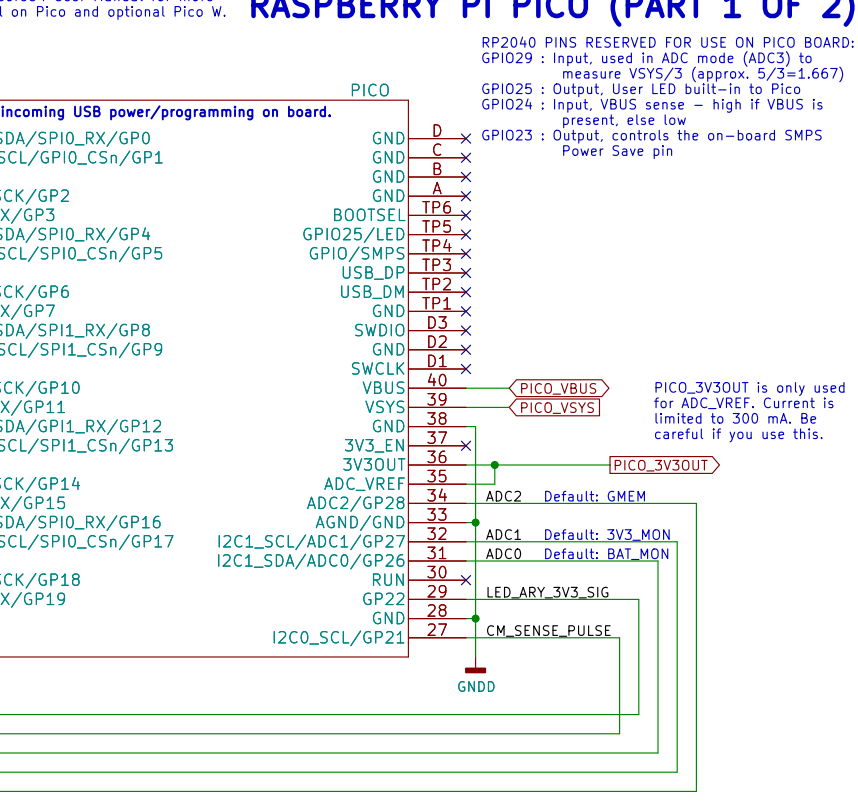 l on Pico and optional Pico W.
RASPBERRY PI PICO (PART 1 OF 2)
RP2040 PINS RESERVED FOR USE ON PICO BOARD:
GPIO29 : Input, used in ADC mode (ADC3) to
measure VSYS/3 (approx. 5/3=1.667)
GPIO25 : Output, User LED built-in to Pico
GPIO24 : Input, VBUS sense - high if VBUS is
present, else low
GPIO23 : Output, controls the on-board SMPS
Power Save pin
PICO
incoming USB power/programming on board.
SDA/SPI0_RX/GP0
SCL/GPI0_CSn/GP1
SCK/GP2
X/GP3
SDA/SPI0_RX/GP4
SCL/SPI0_CSn/GP5
SCK/GP6
X/GP7
SDA/SPI1_RX/GP8
SCL/SPI1_CSn/GP9
SCK/GP10
X/GP11
SDA/GPI1_RX/GP12
SCL/SPI1_CSn/GP13
SCK/GP14
X/GP15
SDA/SPI0_RX/GP16
SCL/SPI0_CSn/GP17
SCK/GP18
X/GP19
GND D
GND C
GND B
GND A
BOOTSEL TP6
GPIO25/LED TP5
GPIO/SMPS TP4
USB_DP TP3
USB_DM TP2
GND TP1
SWDIO D3
GND D2
SWCLK D1
VBUS 40 PICO_VBUS
VSYS 39 PICO_VSYS
GND 38
3V3_EN 37
3V3OUT 36 PICO_3V3OUT
ADC_VREF 35
ADC2/GP28 34 ADC2 Default: GMEM
AGND/GND 33
I2C1_SCL/ADC1/GP27 32 ADC1 Default: 3V3_MON
I2C1_SDA/ADC0/GP26 31 ADC0 Default: BAT_MON
RUN 30
GP22 29 LED_ARY_3V3_SIG
GND 28
I2C0_SCL/GP21 27 CM_SENSE_PULSE
GNDD
PICO_3V3OUT is only used
for ADC_VREF. Current is
limited to 300 mA. Be
careful if you use this.